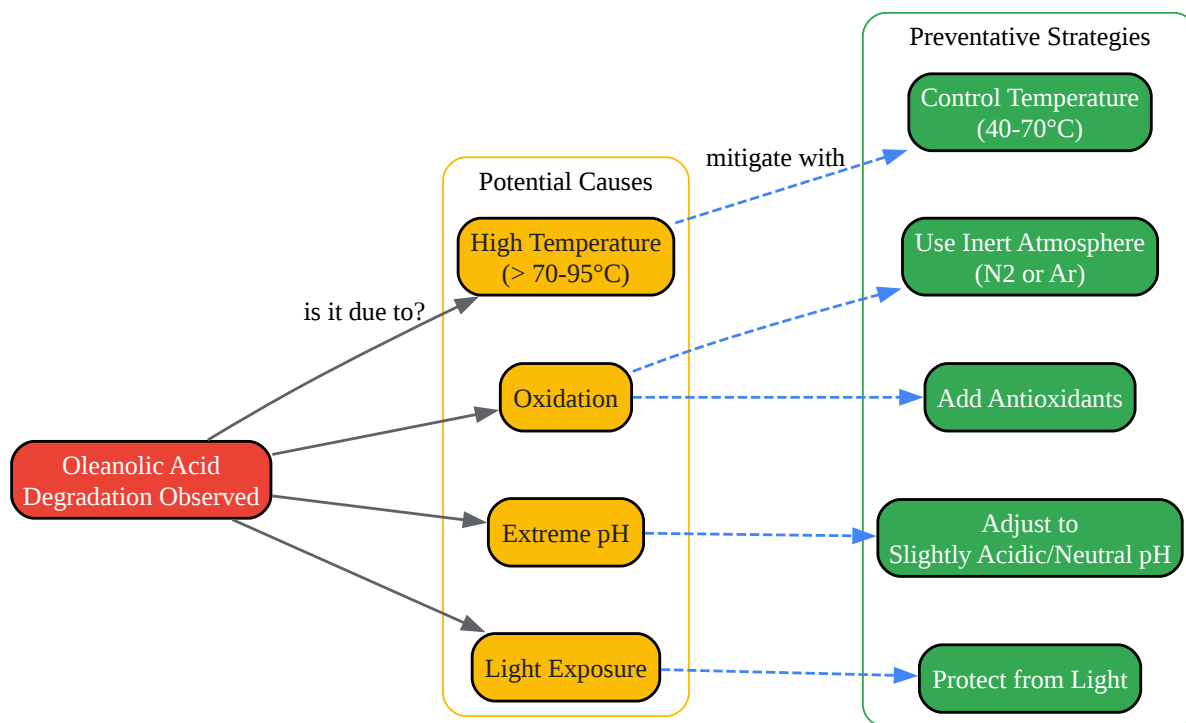 Preventative Strategies
Control Temperature
(40-70°C)
mitigate with
Potential Causes
High Temperature
(> 70-95°C)
Use Inert Atmosphere
(N2 or Ar)
is it due to?
Oxidation
Add Antioxidants
Oleanolic Acid
Degradation Observed
Extreme pH
Adjust to
Slightly Acidic/Neutral pH
Light Exposure
Protect from Light